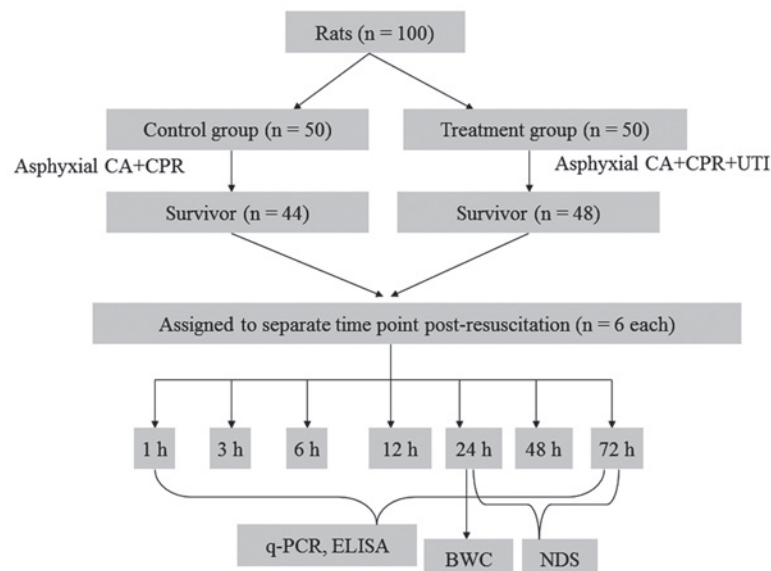 Rats (n = 100)
Control group (n = 50)
Treatment group (n = 50)
Asphyxial CA+CPR
Asphyxial CA+CPR+UTI
Survivor (n = 44)
Survivor (n = 48)
Assigned to separate time point post-resuscitation (n = 6 each)
1 h
3 h
6 h
12 h
24 h
48 h
72 h
q-PCR, ELISA
BWC
NDS